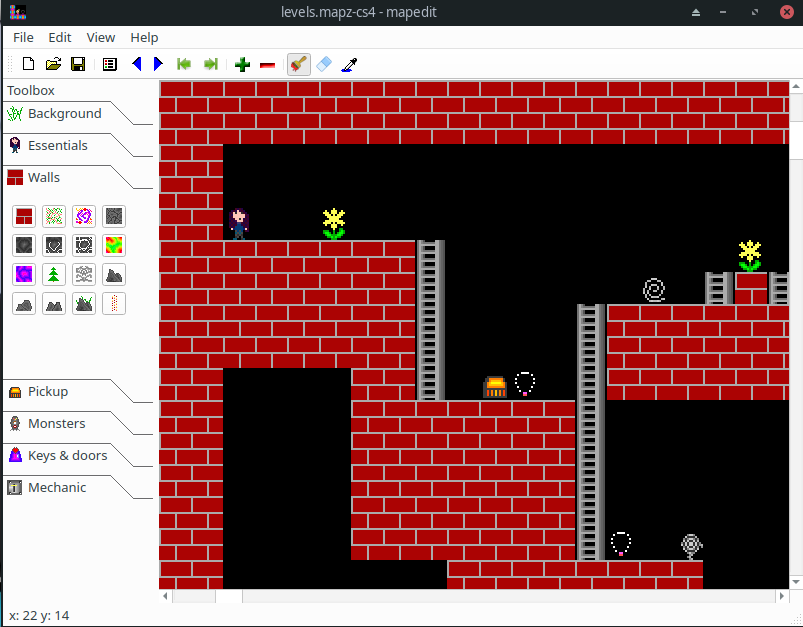 levels.mapz-cs4 - mapedit
File Edit View Help
Toolbox
Background
Essentials
Walls
Pickup
Monsters
Keys & doors
Mechanic
x: 22 y: 14